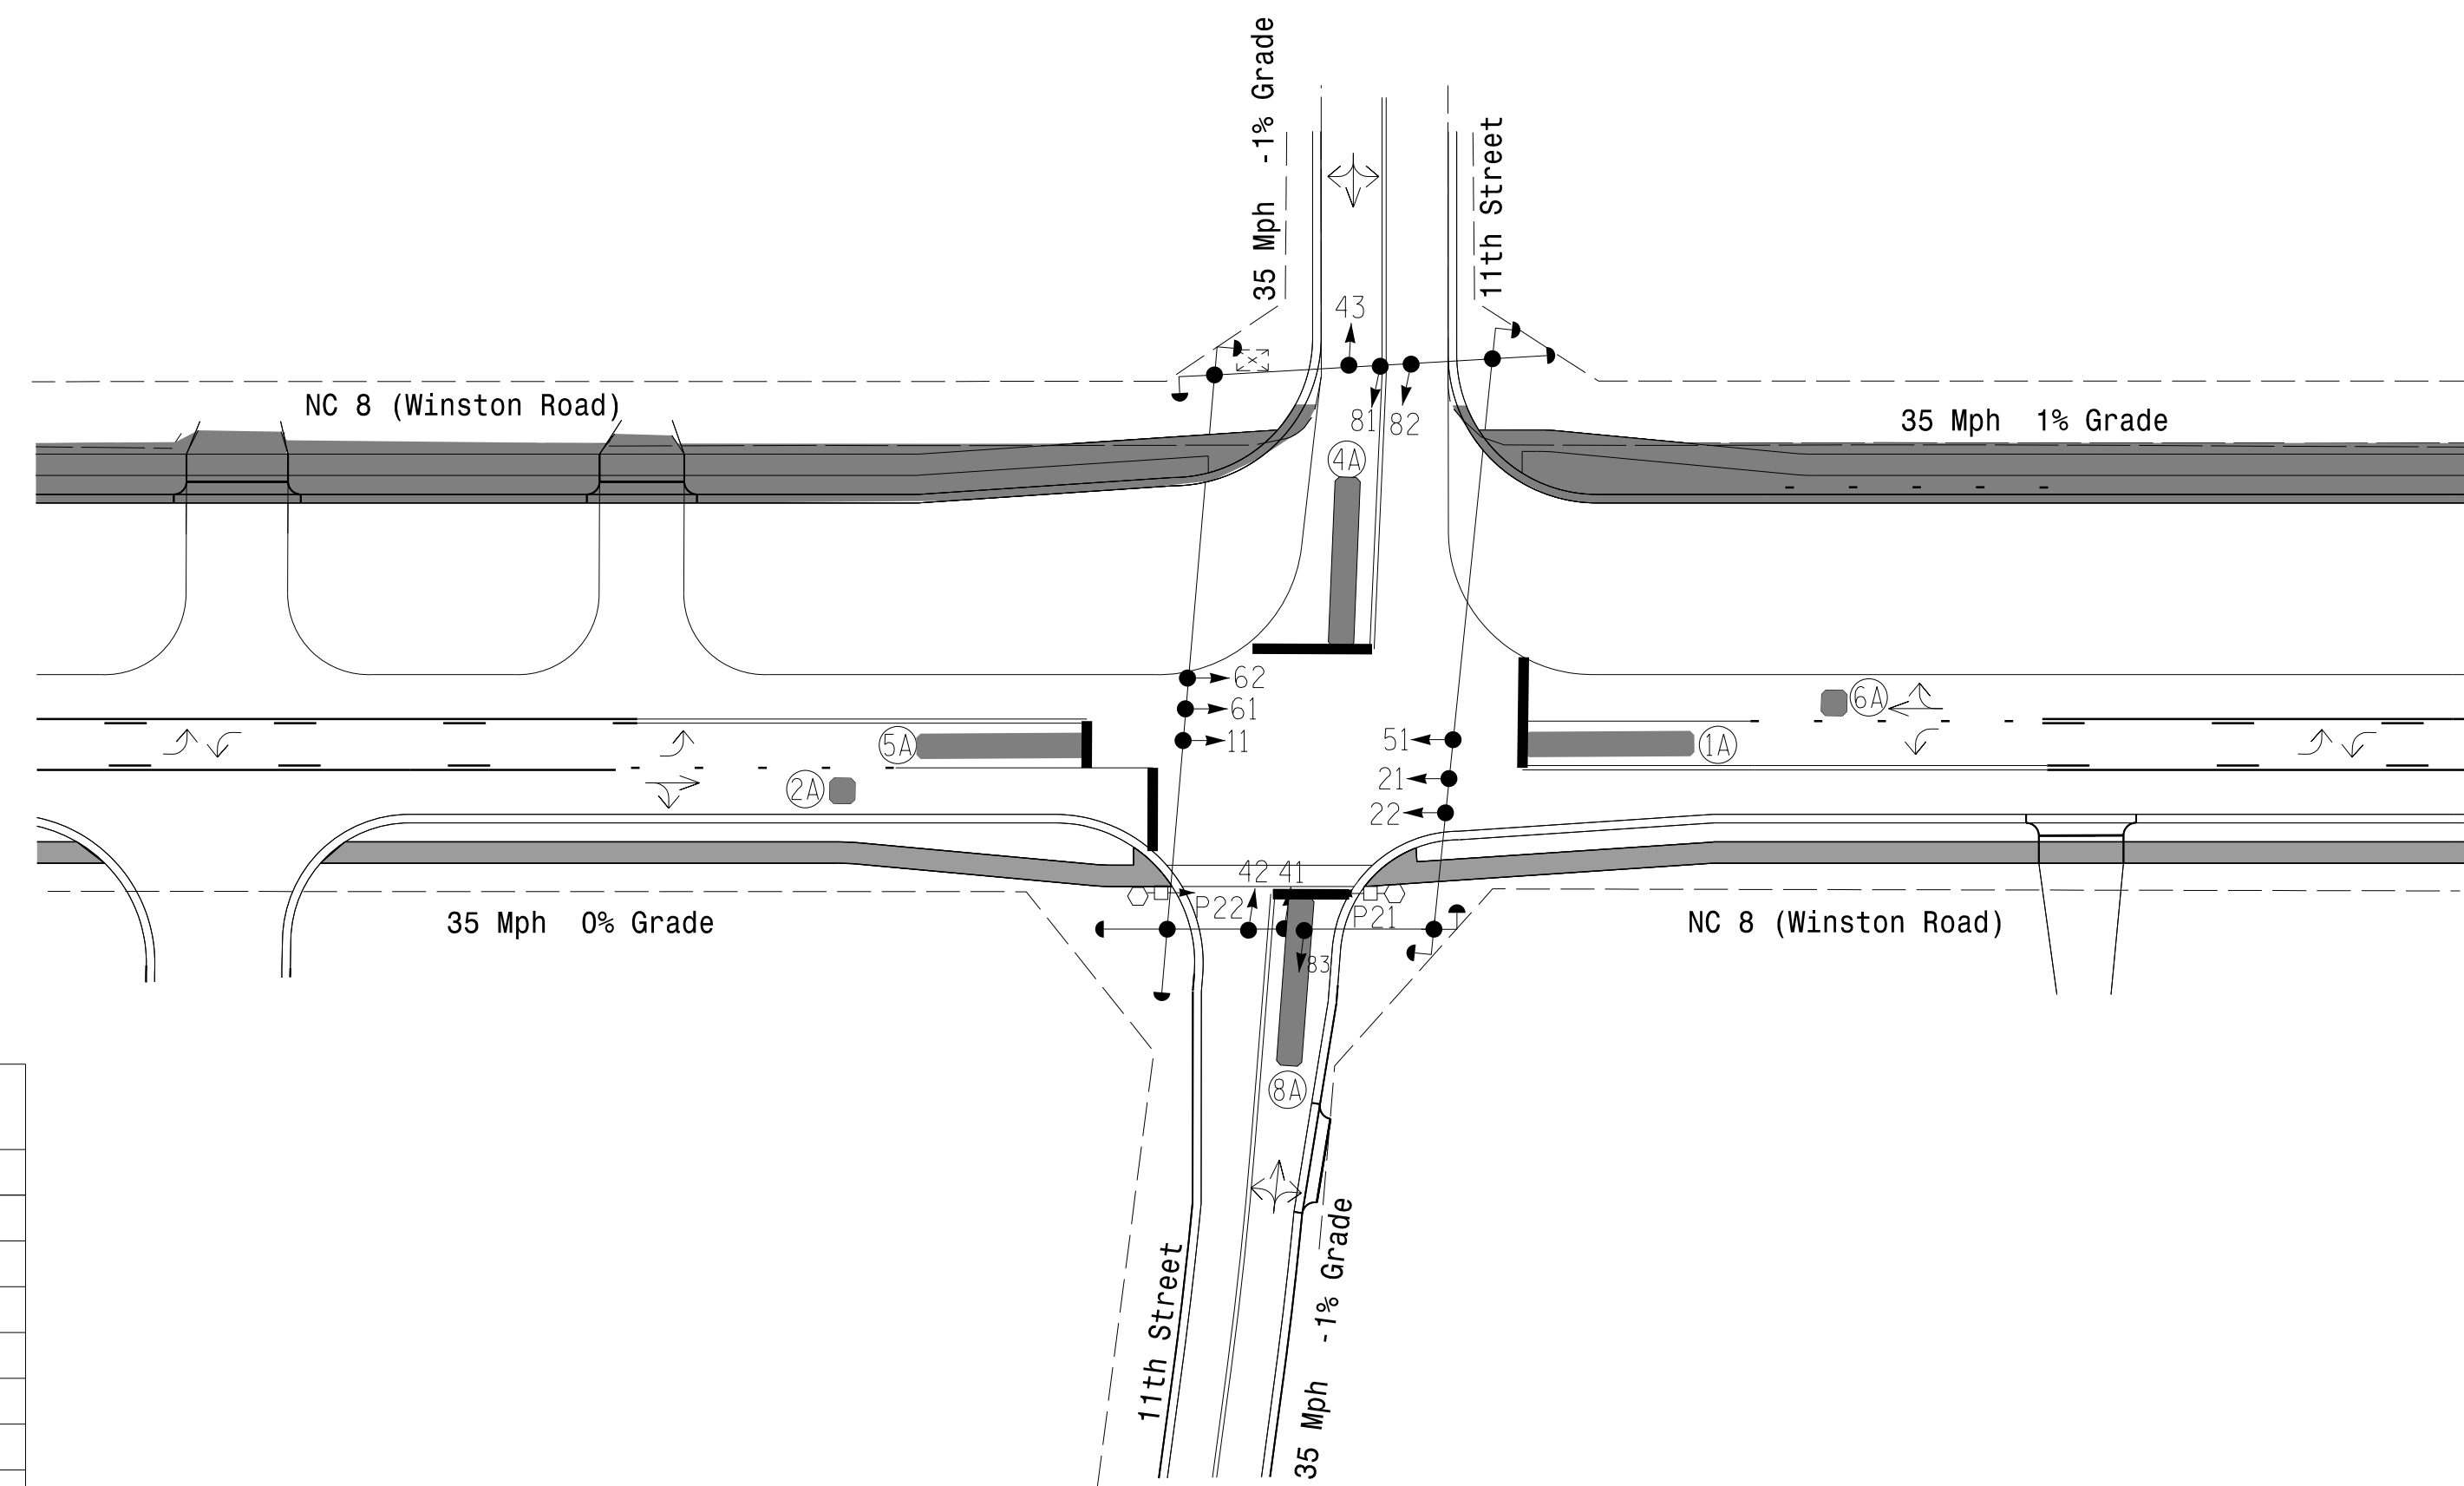 35 Mph -1% Grade
11th Street
43
NC 8 (Winston Road)
35 Mph 1% Grade
81
82
4A
62
61
11
5A
2A
51
21
22
1A
6A
42
41
P22
P21
83
35 Mph 0% Grade
NC 8 (Winston Road)
8A
11th Street
35 Mph -1% Grade